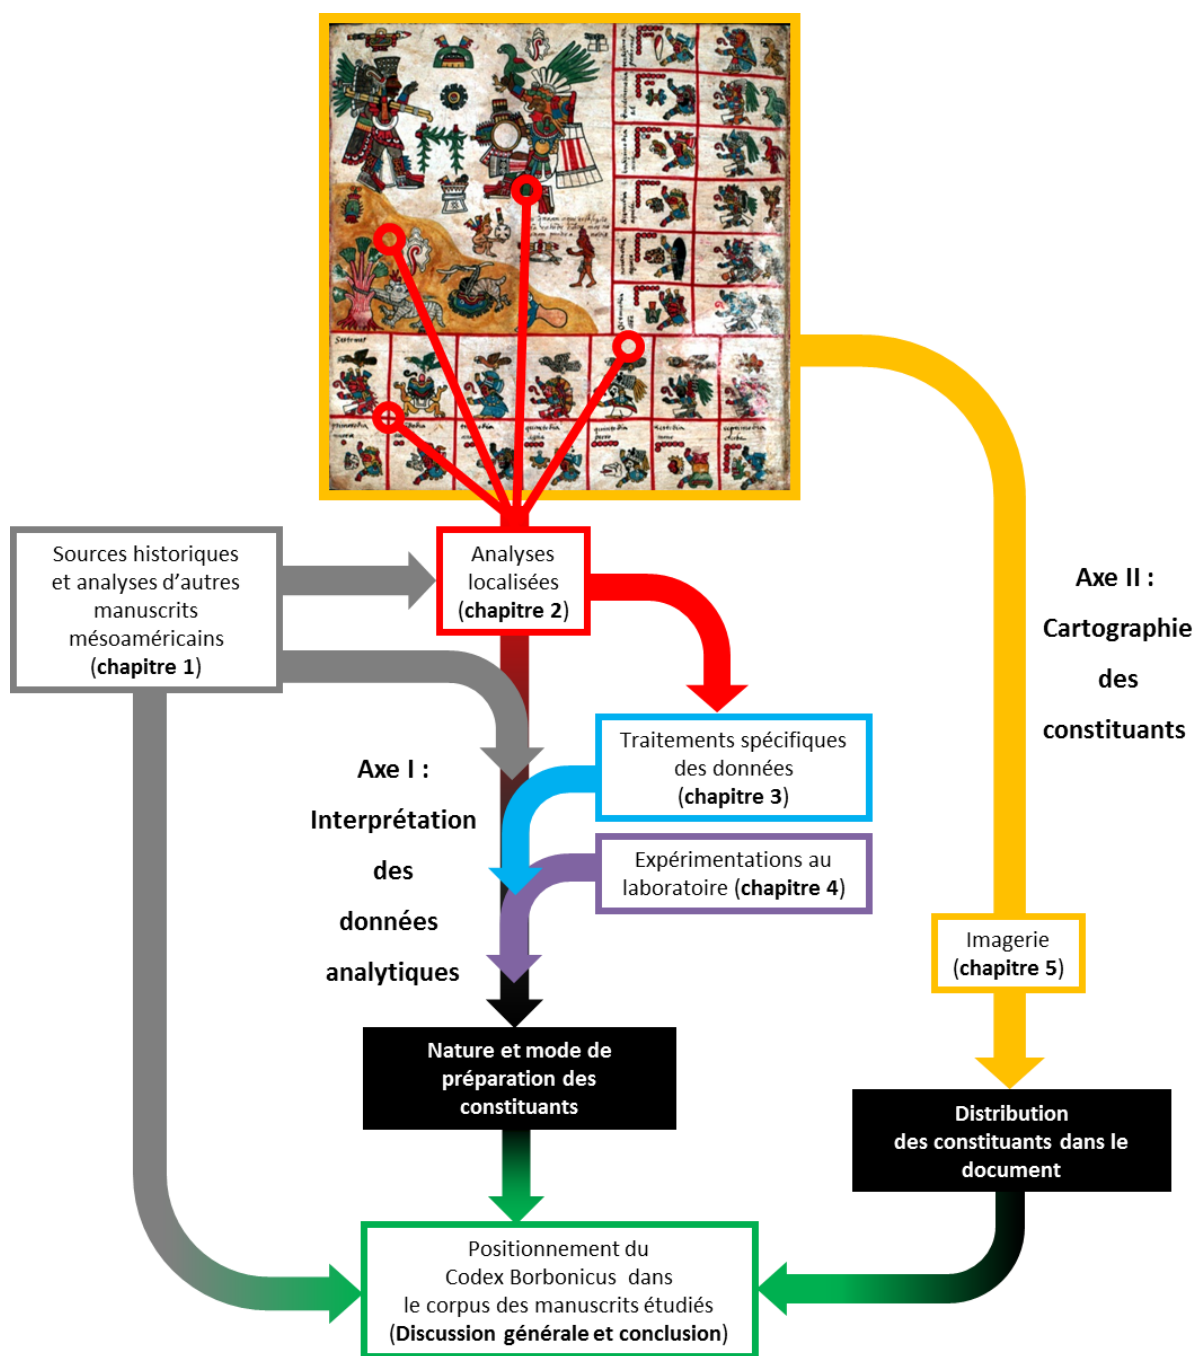 Sources historiques
et analyses d'autres
manuscrits
mésoaméricains
(chapitre 1)
Analyses
localisées
(chapitre 2)
Axe II :
Cartographie
des
constituants
Traitements spécifiques
des données
(chapitre 3)
Axe I :
Interprétation
des
données
analytiques
Expérimentations au
laboratoire (chapitre 4)
Imagerie
(chapitre 5)
Nature et mode de
préparation des
constituants
Distribution
des constituants dans le
document
Positionnement du
Codex Borbonicus dans
le corpus des manuscrits étudiés
(Discussion générale et conclusion)